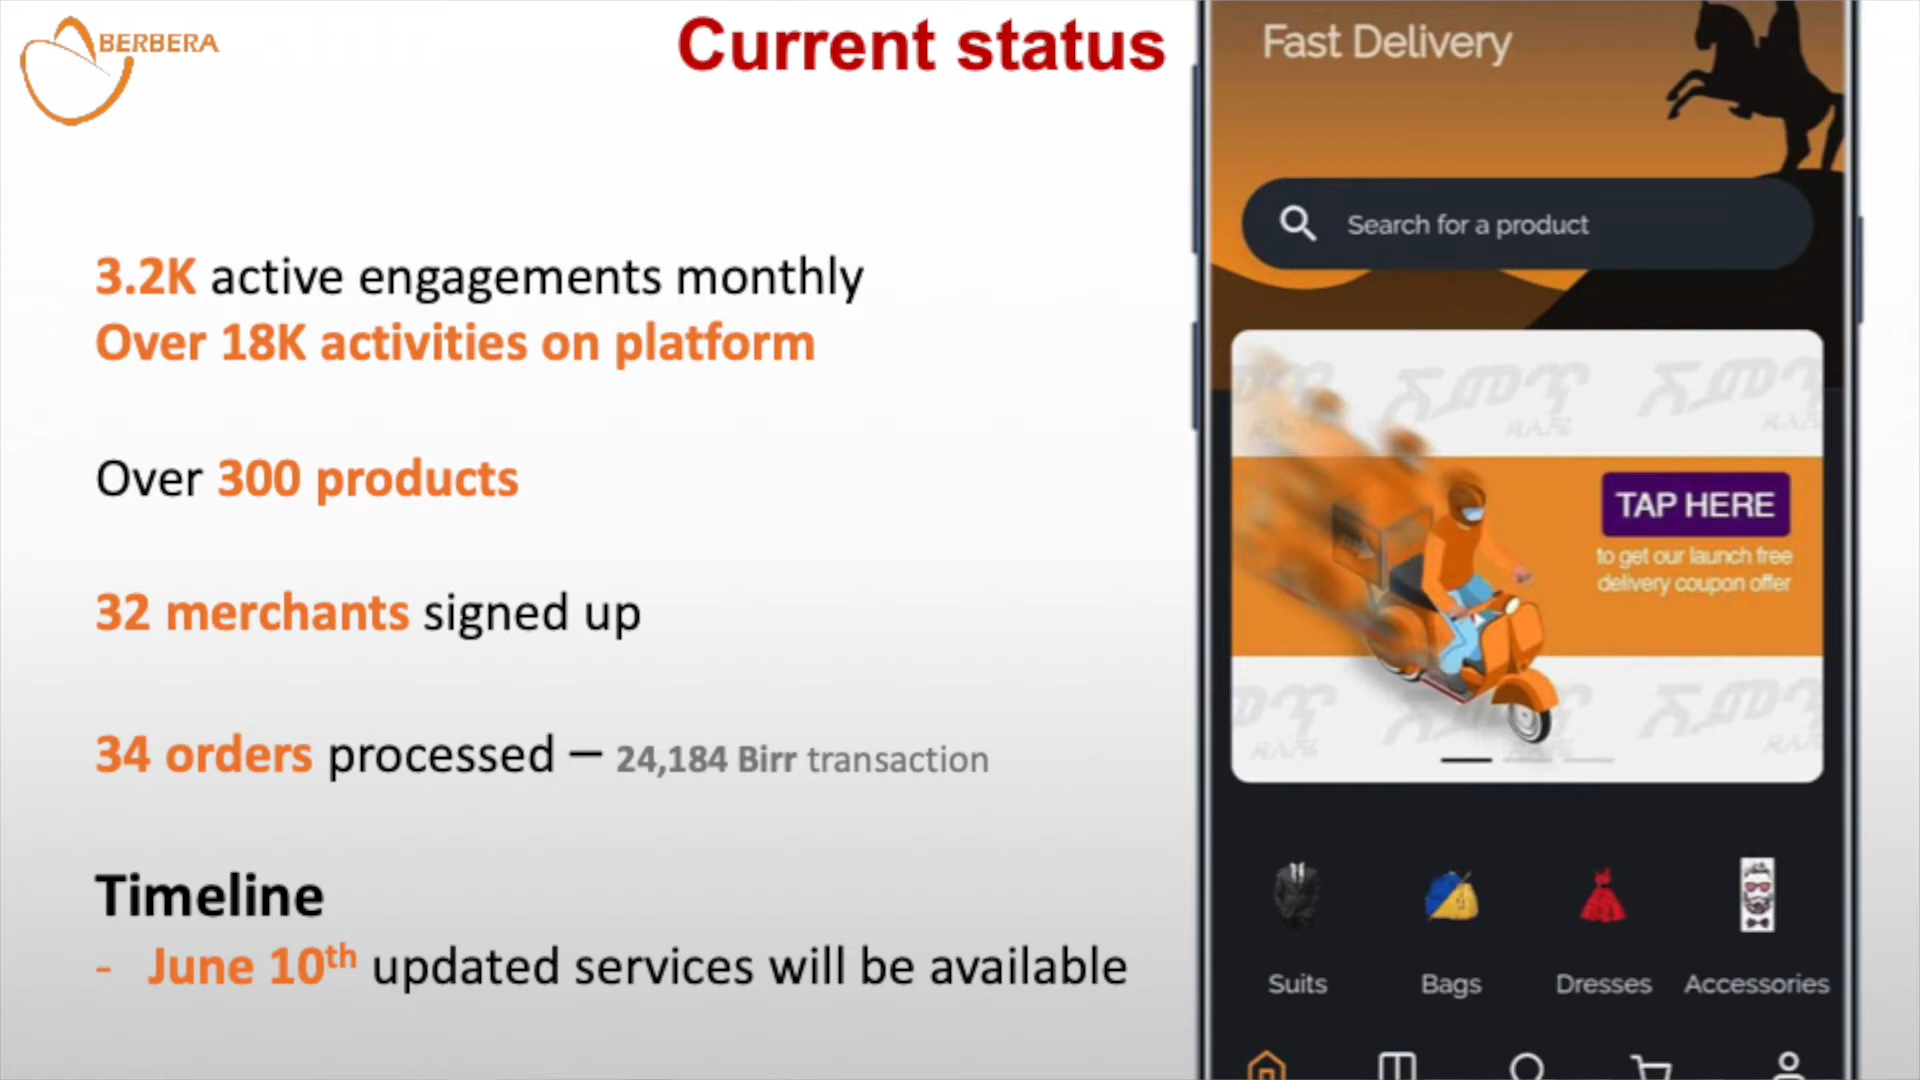 BERBERA
Current status
3.2K active engagements monthly
Over 18K activities on platform
Over 300 products
32 merchants signed up
34 orders processed – 24,184 Birr transaction
Timeline
- June 10th updated services will be available
Fast Delivery
Search for a product
TAP HERE
to get our launch free
delivery coupon offer
Suits Bags Dresses Accessories